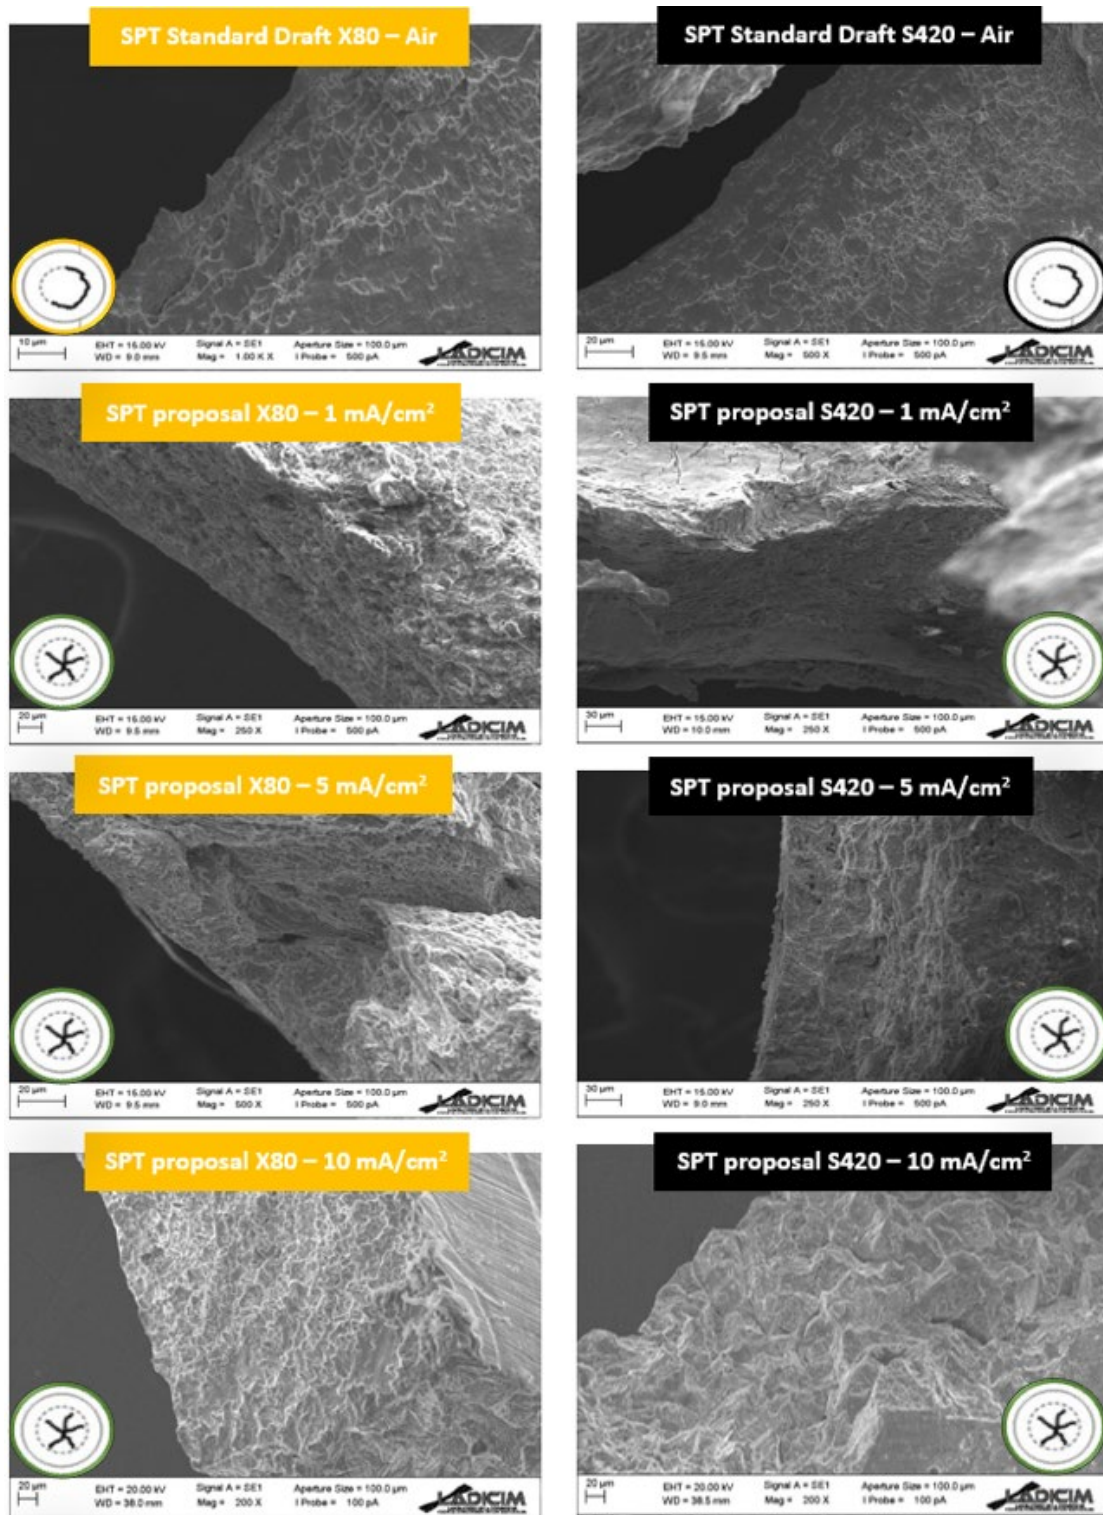 SPT Standard Draft X80 – Air
SPT Standard Draft S420 – Air
10 µm
EHT = 15.00 kV
Signal A = SE1
Aperture Size = 100.0 µm
WD = 9.0 mm
Mag = 1.00 K X
I Probe = 500 pA
LADICIM
20 µm
EHT = 15.00 kV
Signal A = SE1
Aperture Size = 100.0 µm
WD = 9.5 mm
Mag = 500 X
I Probe = 500 pA
LADICIM
SPT proposal X80 – 1 mA/cm²
SPT proposal S420 – 1 mA/cm²
20 µm
EHT = 15.00 kV
Signal A = SE1
Aperture Size = 100.0 µm
WD = 9.5 mm
Mag = 250 X
I Probe = 500 pA
LADICIM
30 µm
EHT = 15.00 kV
Signal A = SE1
Aperture Size = 100.0 µm
WD = 10.0 mm
Mag = 250 X
I Probe = 500 pA
LADICIM
SPT proposal X80 – 5 mA/cm²
SPT proposal S420 – 5 mA/cm²
20 µm
EHT = 15.00 kV
Signal A = SE1
Aperture Size = 100.0 µm
WD = 9.5 mm
Mag = 500 X
I Probe = 500 pA
LADICIM
30 µm
EHT = 15.00 kV
Signal A = SE1
Aperture Size = 100.0 µm
WD = 9.0 mm
Mag = 250 X
I Probe = 500 pA
LADICIM
SPT proposal X80 – 10 mA/cm²
SPT proposal S420 – 10 mA/cm²
20 µm
EHT = 20.00 kV
Signal A = SE1
Aperture Size = 100.0 µm
WD = 38.0 mm
Mag = 200 X
I Probe = 100 pA
LADICIM
20 µm
EHT = 20.00 kV
Signal A = SE1
Aperture Size = 100.0 µm
WD = 38.5 mm
Mag = 200 X
I Probe = 100 pA
LADICIM